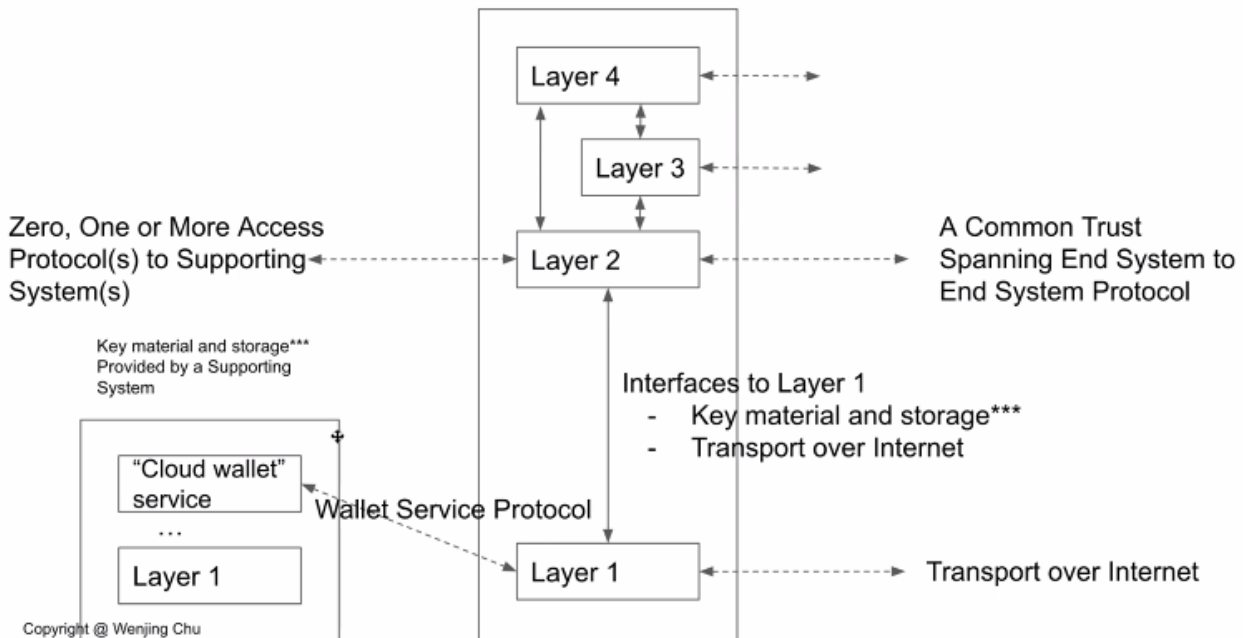 Layer 4
Layer 3
Zero, One or More Access
Protocol(s) to Supporting
System(s)
Layer 2
A Common Trust
Spanning End System to
End System Protocol
Key material and storage***
Provided by a Supporting
System
Interfaces to Layer 1
- Key material and storage***
- Transport over Internet
“Cloud wallet”
service
...
Layer 1
Wallet Service Protocol
Layer 1
Transport over Internet
Copyright @ Wenjing Chu